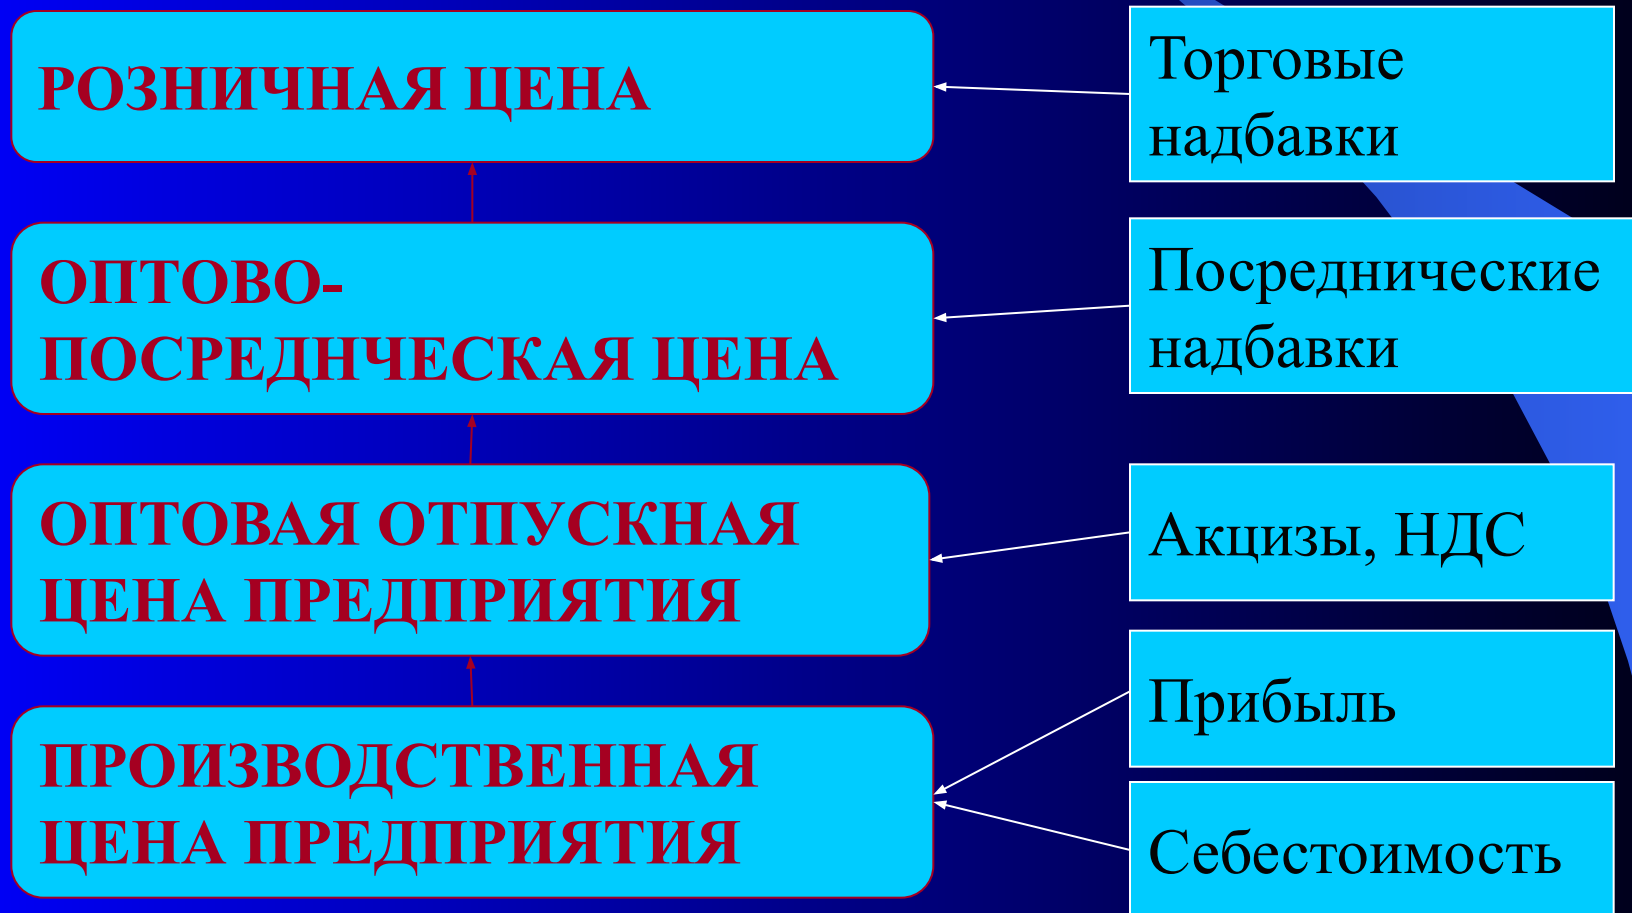 РОЗНИЧНАЯ ЦЕНА
Торговые
надбавки
ОПТОВО-
ПОСРЕДНЧЕСКАЯ ЦЕНА
Посреднические
надбавки
ОПТОВАЯ ОТПУСКНАЯ
ЦЕНА ПРЕДПРИЯТИЯ
Акцизы, НДС
ПРОИЗВОДСТВЕННАЯ
ЦЕНА ПРЕДПРИЯТИЯ
Прибыль
Себестоимость